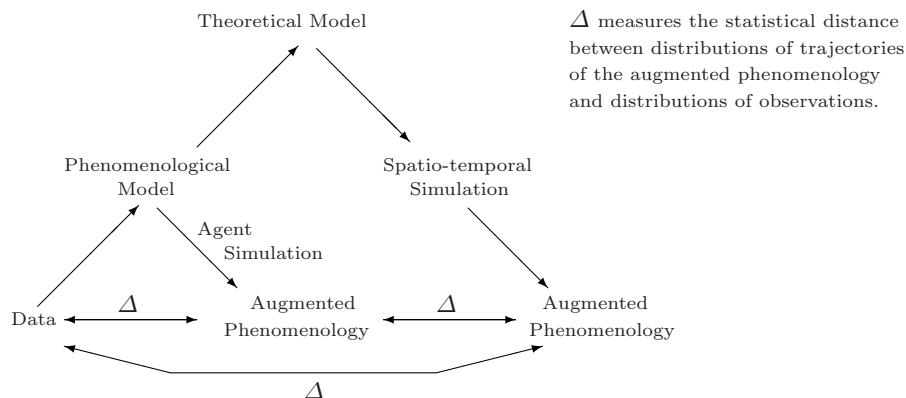 Theoretical Model
Δ measures the statistical distance
between distributions of trajectories
of the augmented phenomenology
and distributions of observations.
Phenomenological
Model
Spatio-temporal
Simulation
Agent
Simulation
Data
Δ
Augmented
Phenomenology
Δ
Augmented
Phenomenology
Δ